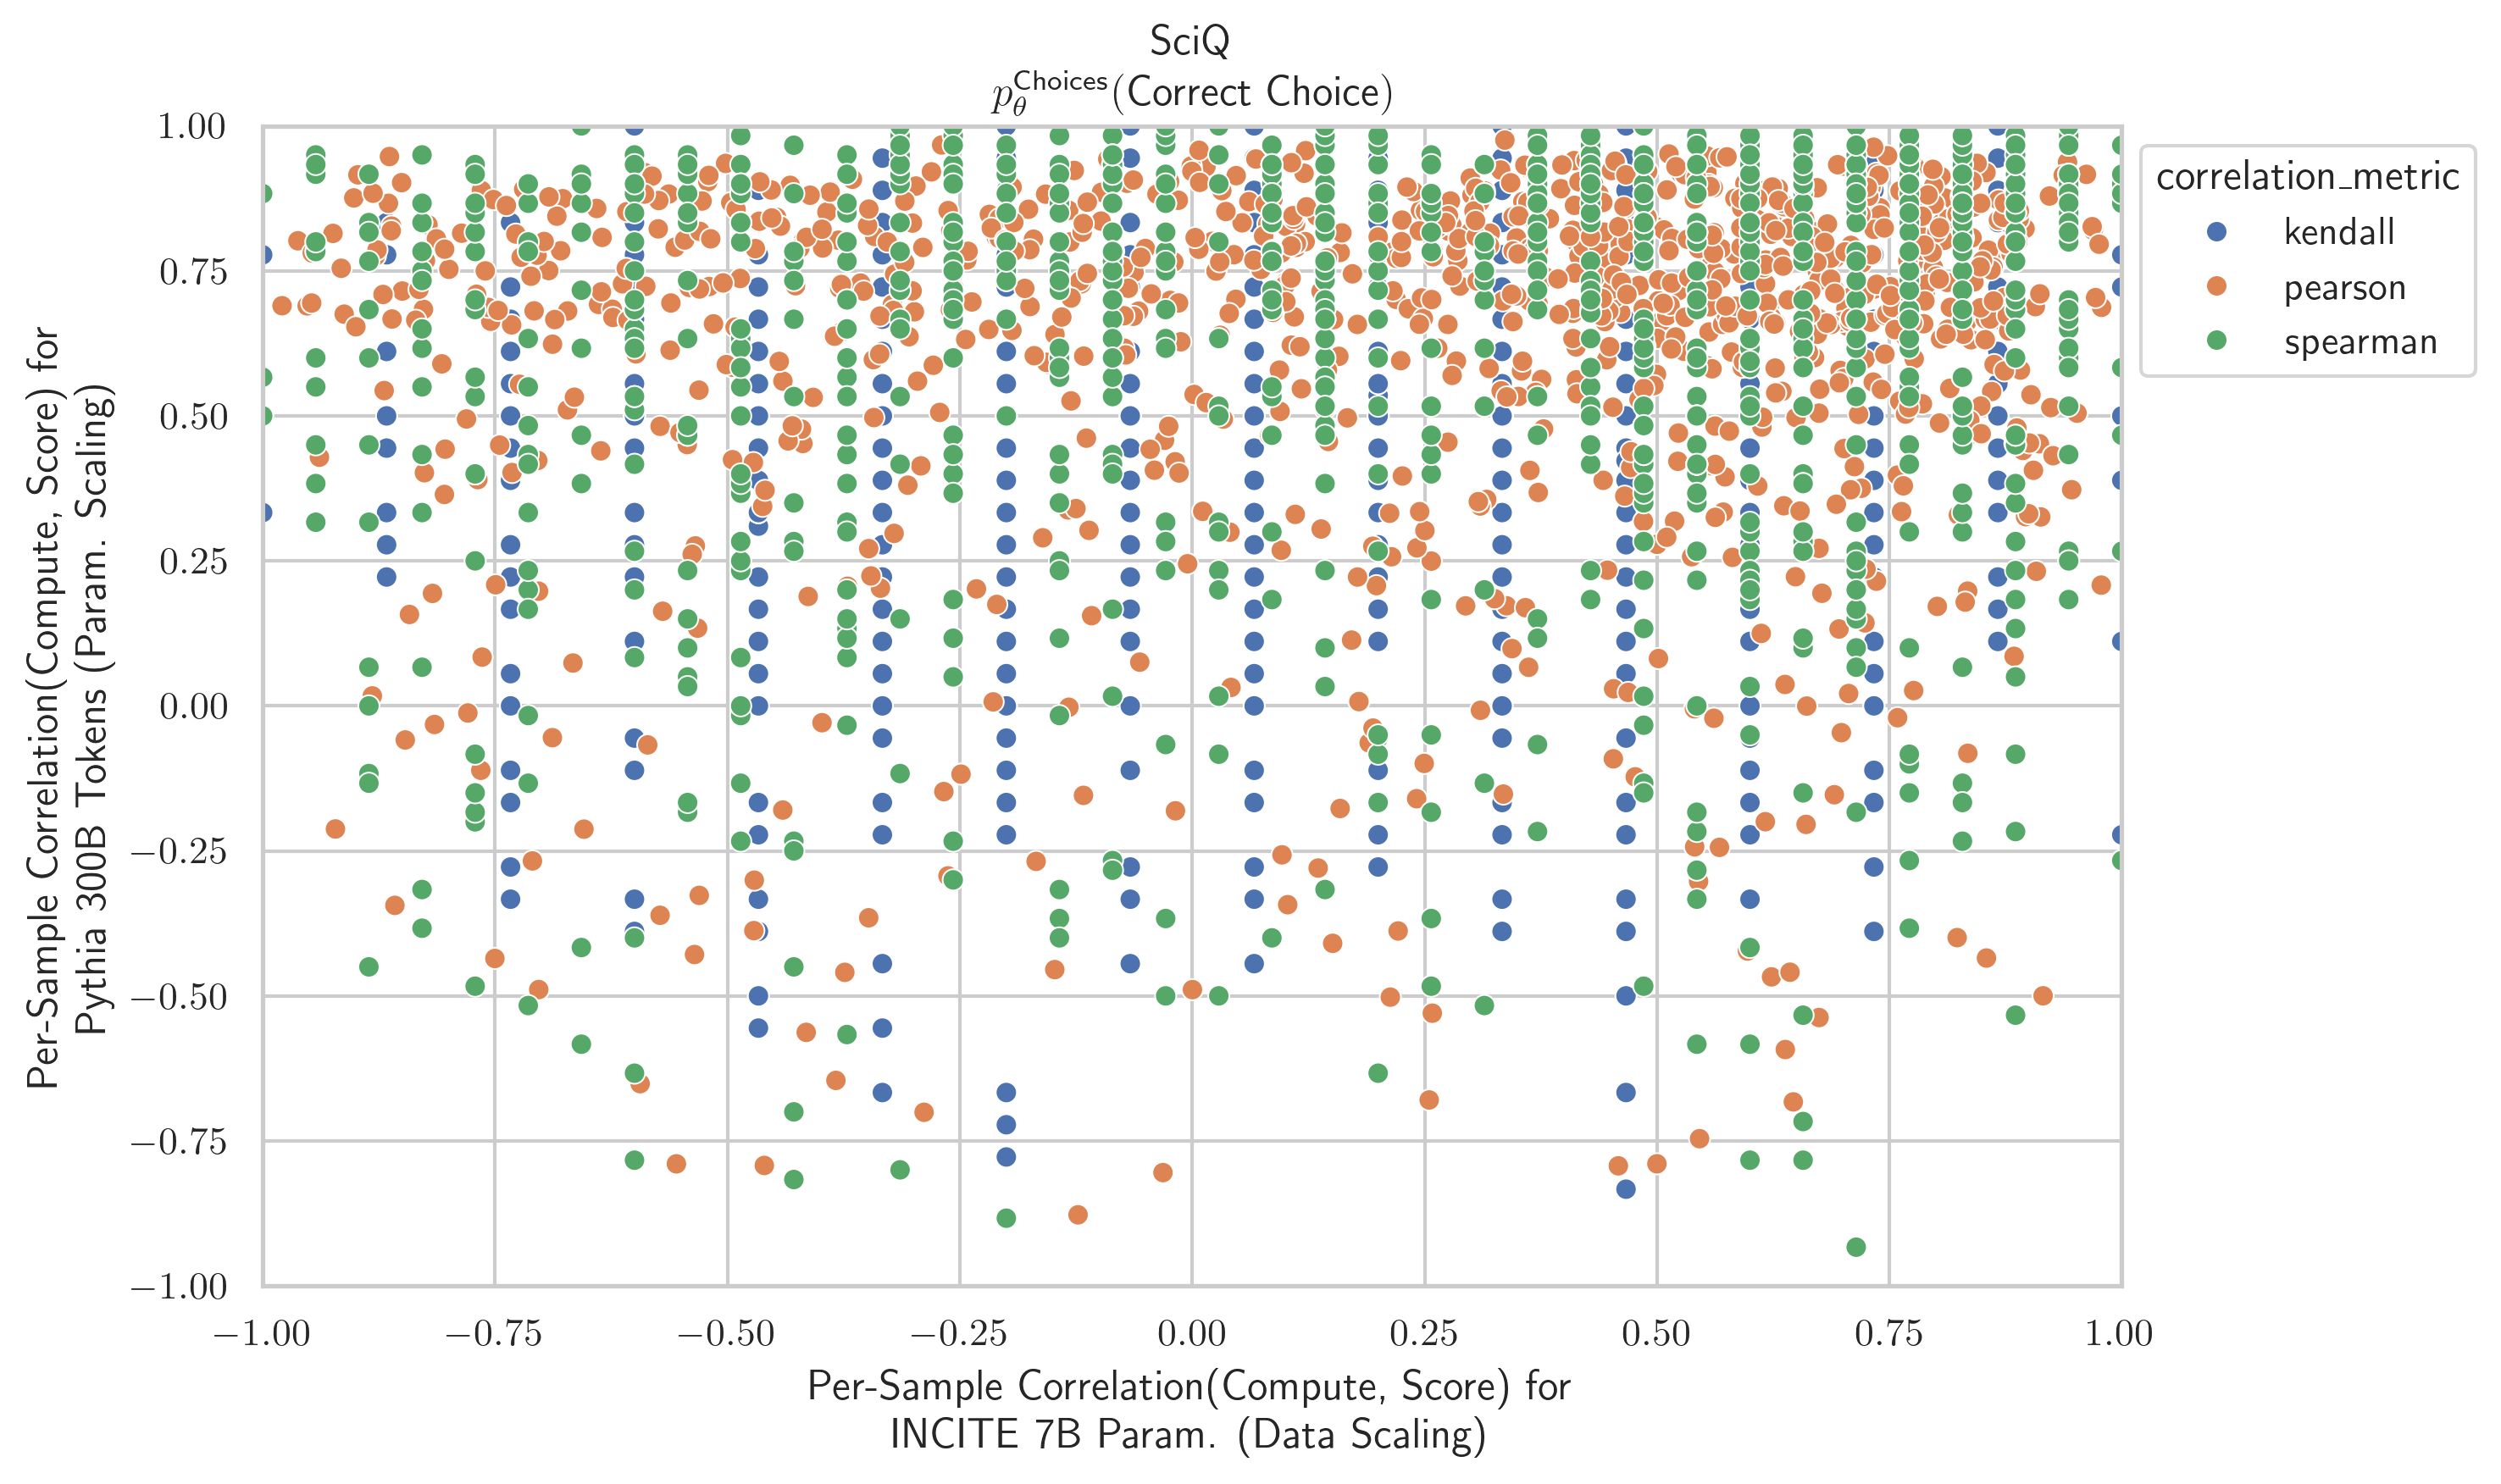 SciQ
p_θ^Choices(Correct Choice)
1.00
0.75
0.50
0.25
0.00
−0.25
−0.50
−0.75
−1.00
Per-Sample Correlation(Compute, Score) for
Pythia 300B Tokens (Param. Scaling)
−1.00 −0.75 −0.50 −0.25 0.00 0.25 0.50 0.75 1.00
Per-Sample Correlation(Compute, Score) for
INCITE 7B Param. (Data Scaling)
correlation_metric
kendall
pearson
spearman